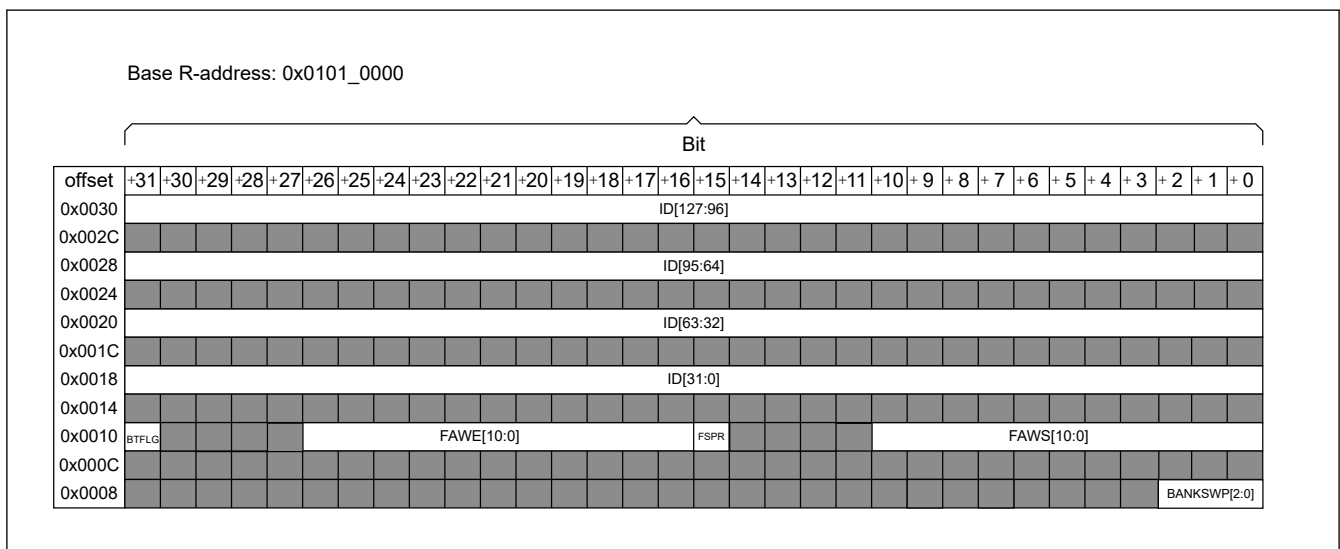 Base R-address: 0x0101_0000
Bit
offset +31 +30 +29 +28 +27 +26 +25 +24 +23 +22 +21 +20 +19 +18 +17 +16 +15 +14 +13 +12 +11 +10 + 9 + 8 + 7 +6 + 5 + 4 + 3 + 2 + 1 + 0
0x0030 ID[127:96]
0x002C
0x0028 ID[95:64]
0x0024
0x0020 ID[63:32]
0x001C
0x0018 ID[31:0]
0x0014
0x0010 BTFLG FAWE[10:0] FSPR FAWS[10:0]
0x000C
0x0008 BANKSWP[2:0]